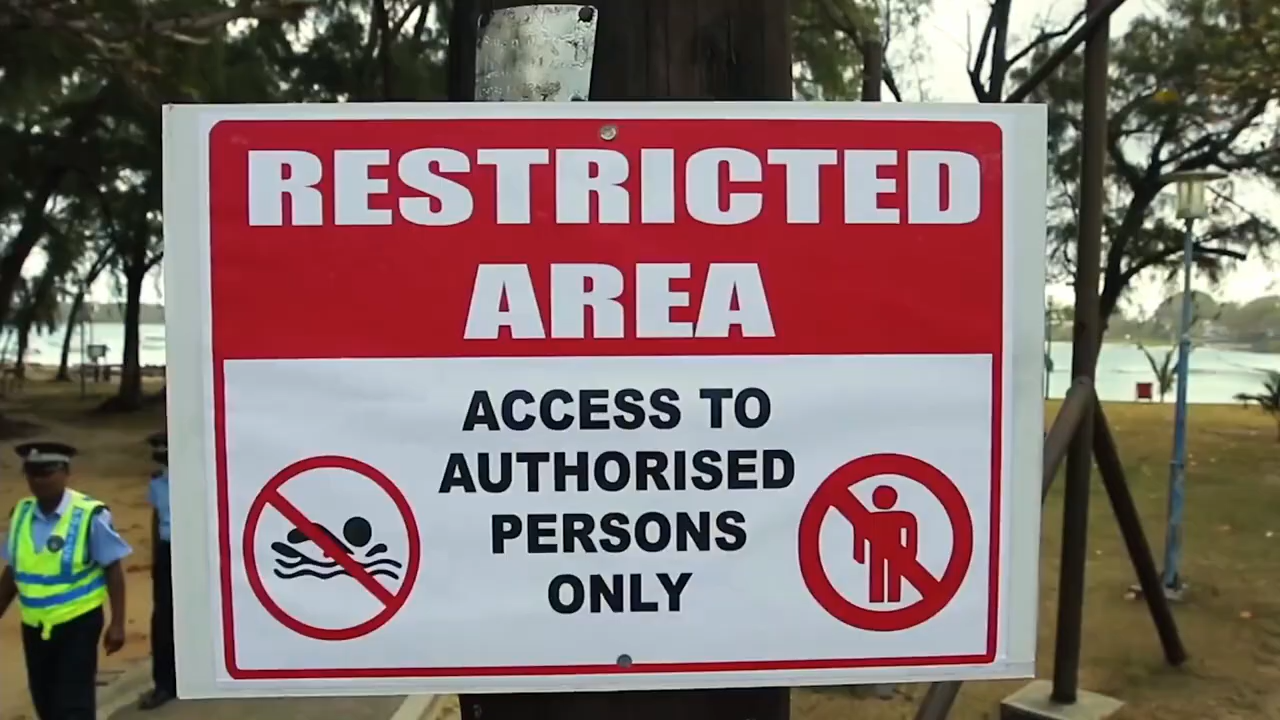 RESTRICTED
AREA
ACCESS TO
AUTHORISED
PERSONS
ONLY